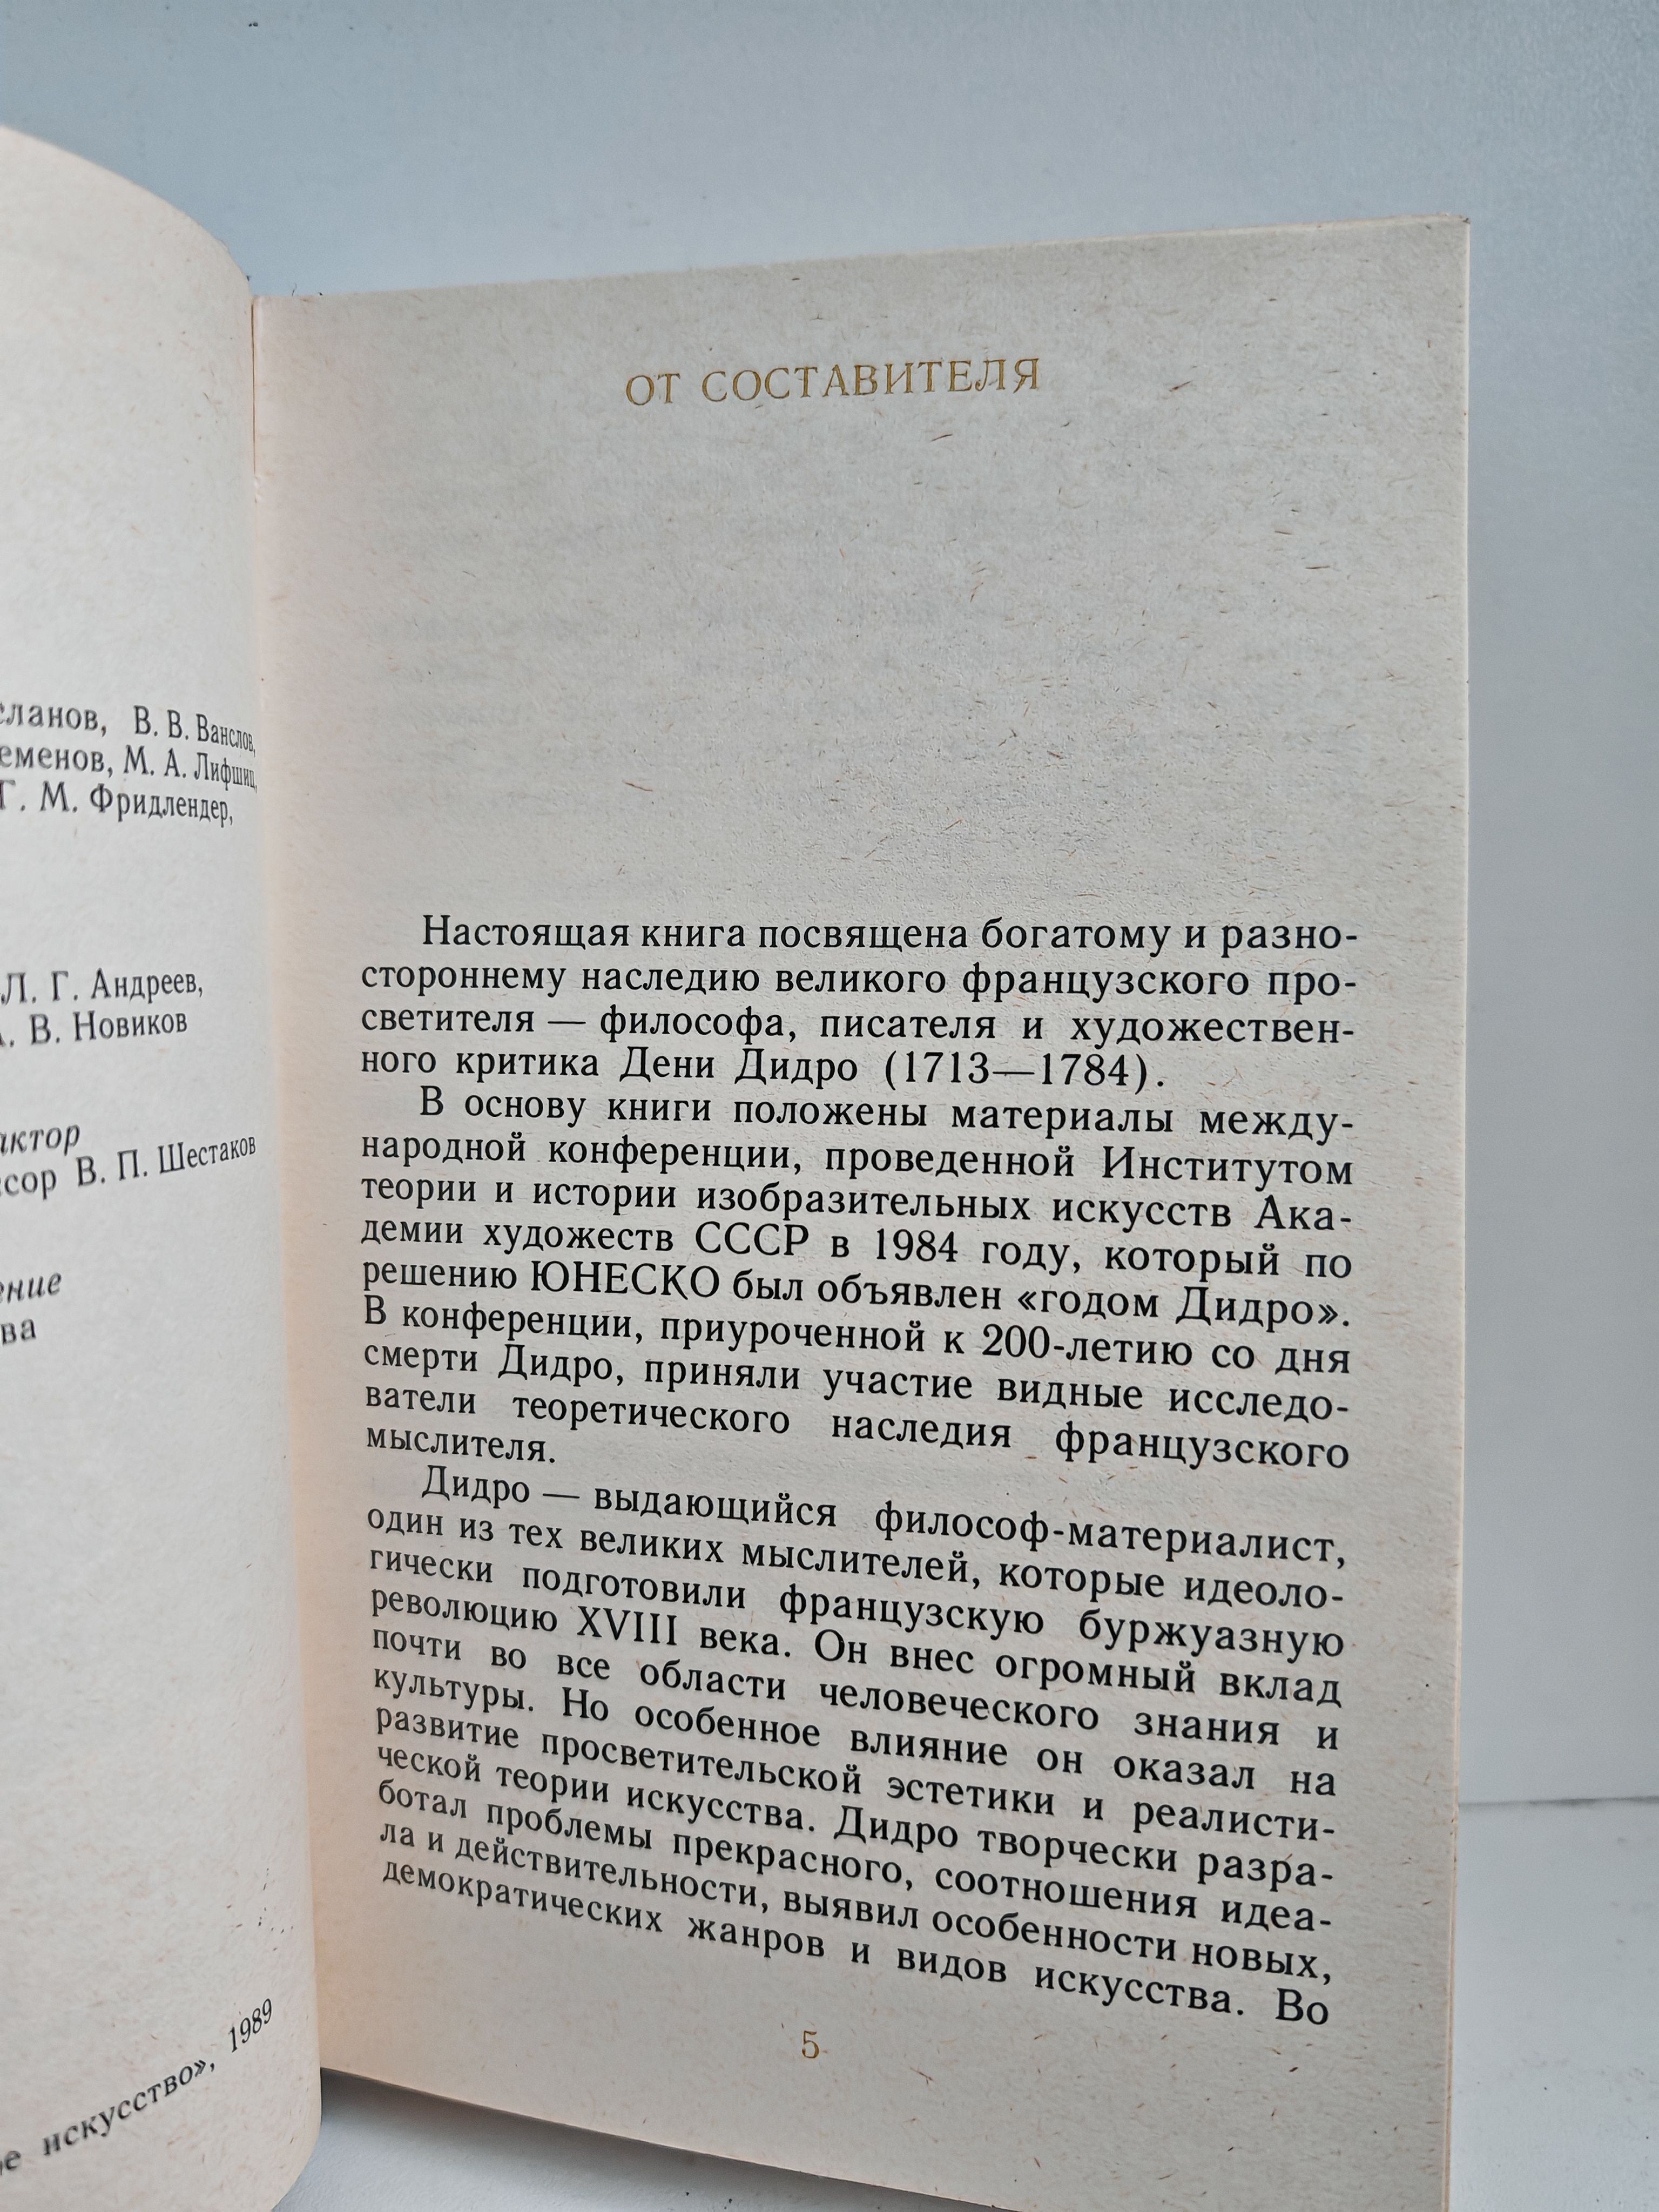 В. В. Ванслов,
М. А. Лифшиц,
Г. М. Фридлендер,
Л. Г. Андреев,
В. Новиков
В. П. Шестаков
искусство», 1989
ОТ СОСТАВИТЕЛЯ
Настоящая книга посвящена богатому и разно-
стороннему наследию великого французского про-
светителя — философа, писателя и художествен-
ного критика Дени Дидро (1713—1784).
В основу книги положены материалы между-
народной конференции, проведенной Институтом
теории и истории изобразительных искусств Ака-
демии художеств СССР в 1984 году, который по
решению ЮНЕСКО был объявлен «годом Дидро».
В конференции, приуроченной к 200-летию со дня
смерти Дидро, приняли участие видные исследо-
ватели теоретического наследия французского
мыслителя.
Дидро — выдающийся философ-материалист,
один из тех великих мыслителей, которые идеоло-
гически подготовили французскую буржуазную
революцию XVIII века. Он внес огромный вклад
почти во все области человеческого знания и
культуры. Но особенное влияние он оказал на
развитие просветительской эстетики и реалисти-
ческой теории искусства. Дидро творчески разра-
ботал проблемы прекрасного, соотношения идеа-
ла и действительности, выявил особенности новых,
демократических жанров и видов искусства. Во
5